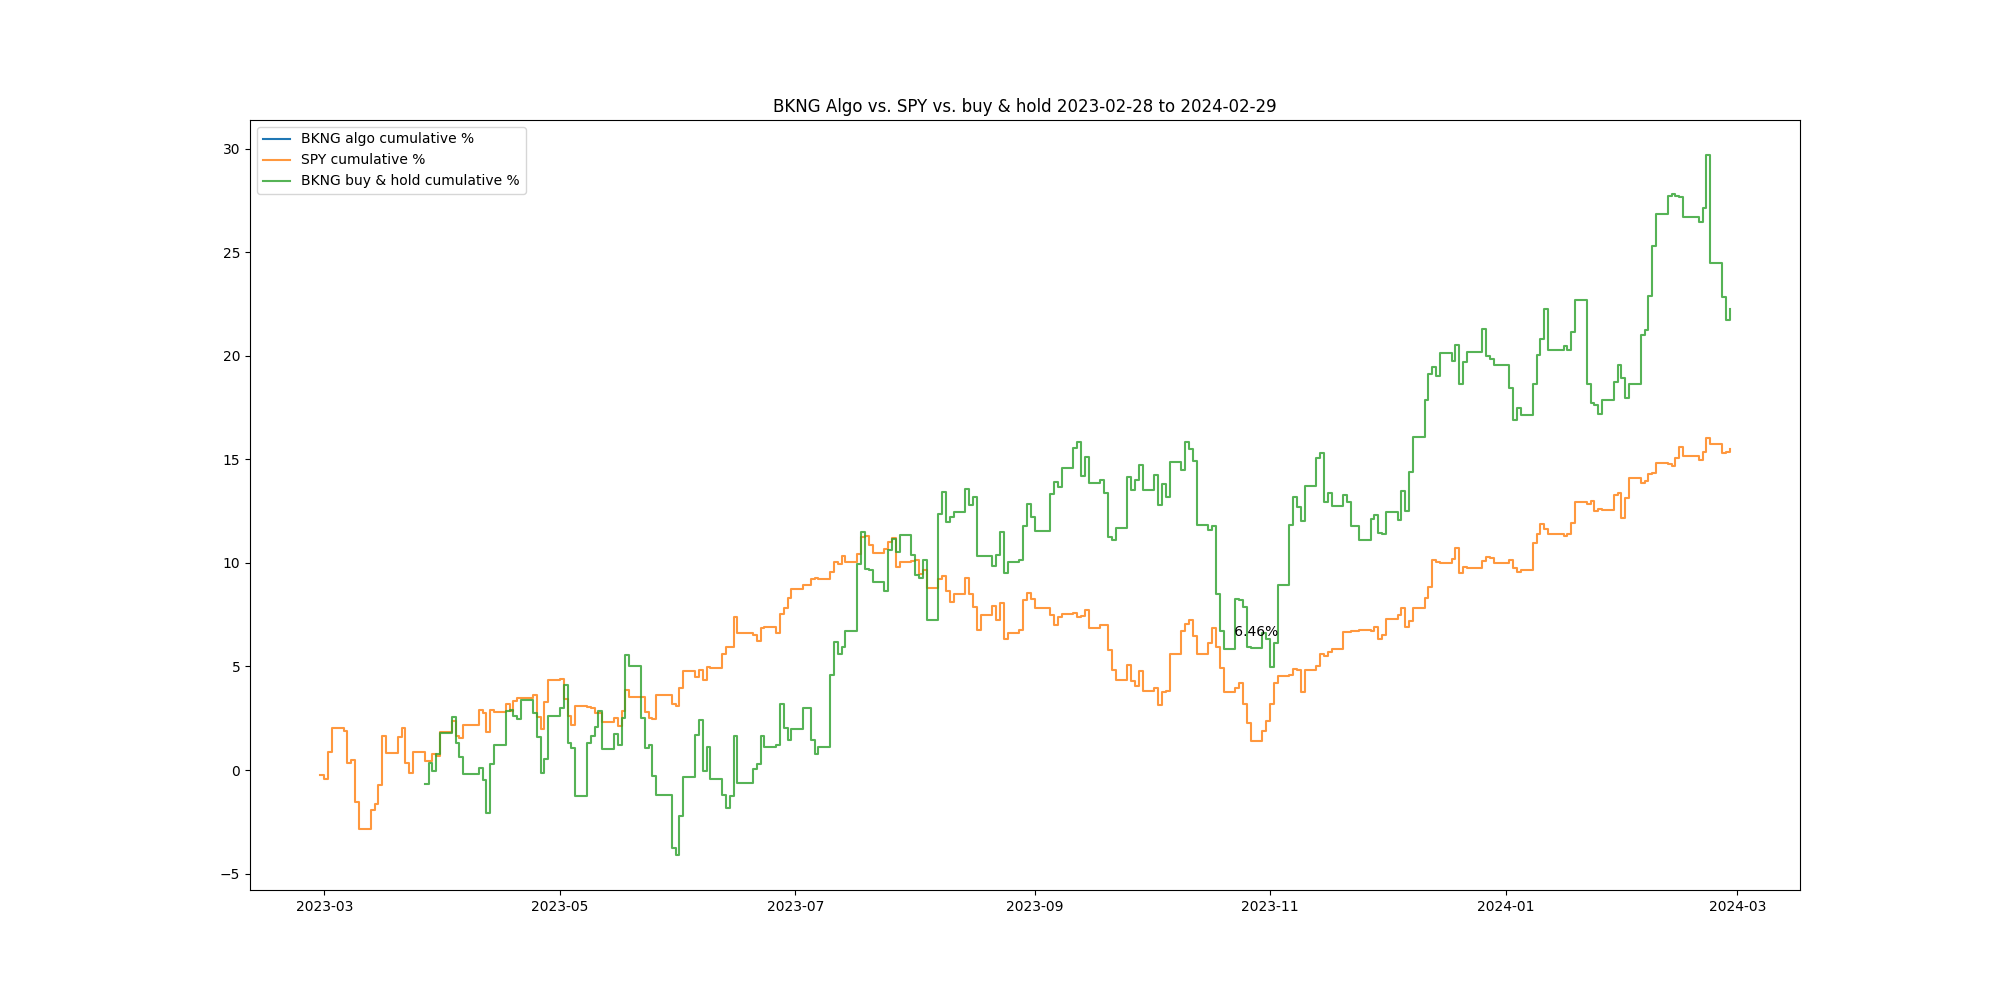 BKNG Algo vs. SPY vs. buy & hold 2023-02-28 to 2024-02-29
BKNG algo cumulative %
SPY cumulative %
BKNG buy & hold cumulative %
30
25
20
15
10
5
0
−5
6.46%
2023-03 2023-05 2023-07 2023-09 2023-11 2024-01 2024-03